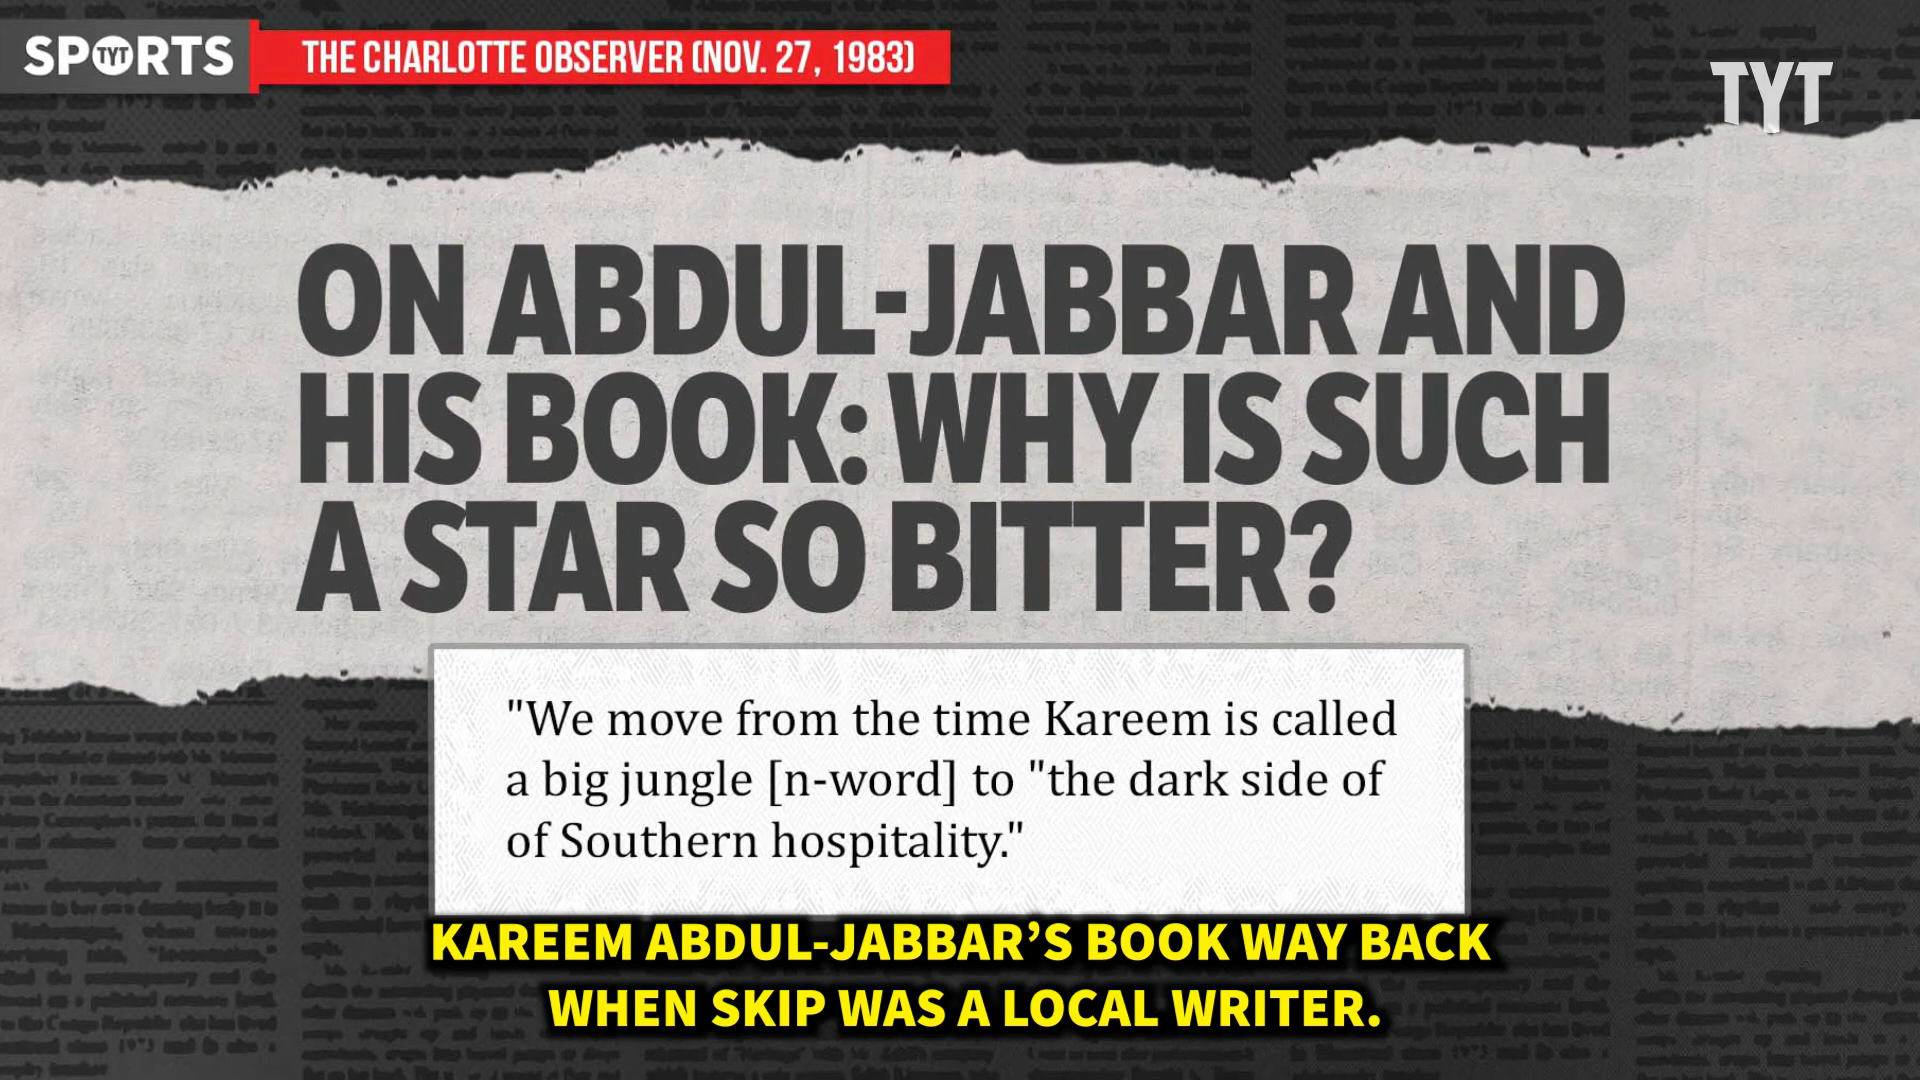 SPORTS
TYT
THE CHARLOTTE OBSERVER (NOV. 27, 1983)
TYT
ON ABDUL-JABBAR AND
HIS BOOK: WHY IS SUCH
A STAR SO BITTER?
"We move from the time Kareem is called
a big jungle [n-word] to "the dark side of
of Southern hospitality."
KAREEM ABDUL-JABBAR’S BOOK WAY BACK
WHEN SKIP WAS A LOCAL WRITER.